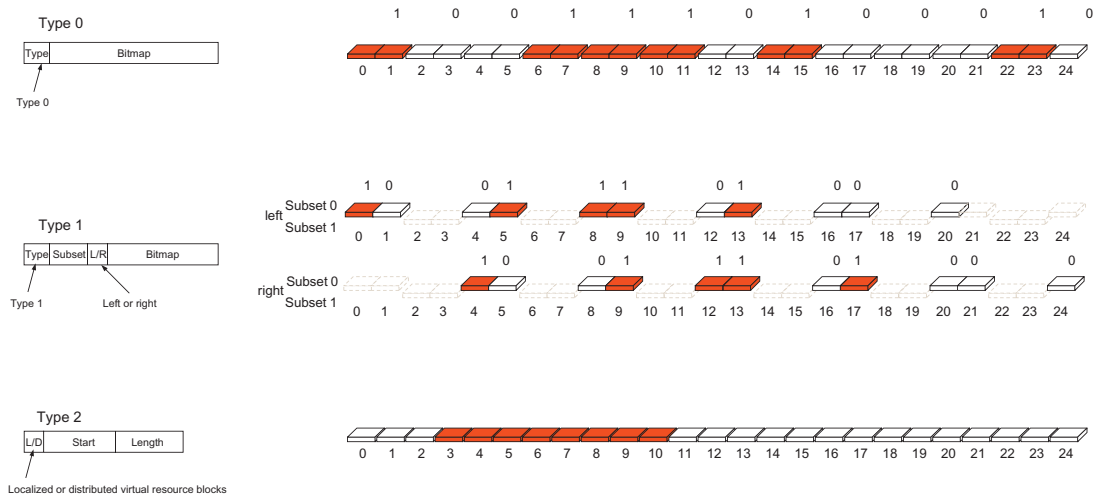 Type 0
1 0 0 1 1 1 0 1 0 0 0 1 0
Type Bitmap
0 1 2 3 4 5 6 7 8 9 10 11 12 13 14 15 16 17 18 19 20 21 22 23 24
Type 0
1 0 0 1 1 1 0 1 0 0 0
Subset 0
left
Subset 1
Type 1
0 1 2 3 4 5 6 7 8 9 10 11 12 13 14 15 16 17 18 19 20 21 22 23 24
Type Subset L/R Bitmap
1 0 0 1 1 1 0 1 0 0 0
Subset 0
right
Subset 1
Type 1 Left or right
0 1 2 3 4 5 6 7 8 9 10 11 12 13 14 15 16 17 18 19 20 21 22 23 24
Type 2
L/D Start Length
0 1 2 3 4 5 6 7 8 9 10 11 12 13 14 15 16 17 18 19 20 21 22 23 24
Localized or distributed virtual resource blocks